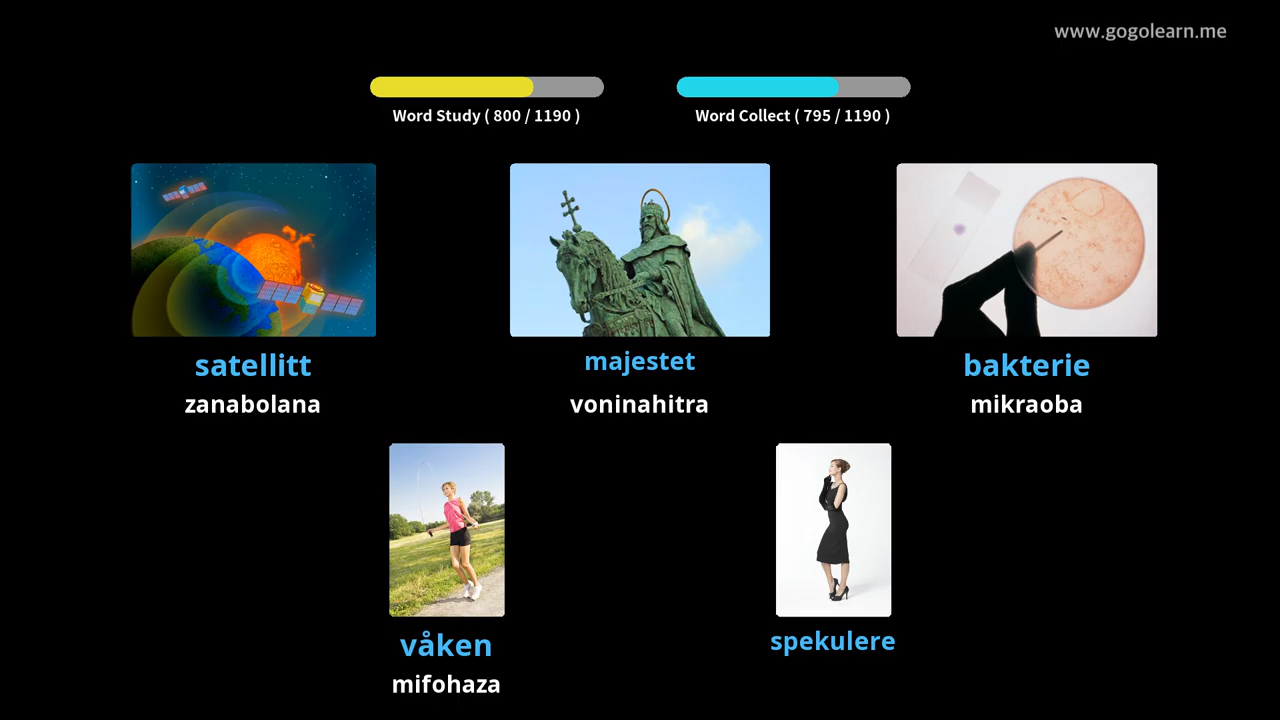 www.gogolearn.me
Word Study ( 800 / 1190 )
Word Collect ( 795 / 1190 )
satellitt
zanabolana
majestet
voninahitra
bakterie
mikraoba
våken
mifohaza
spekulere